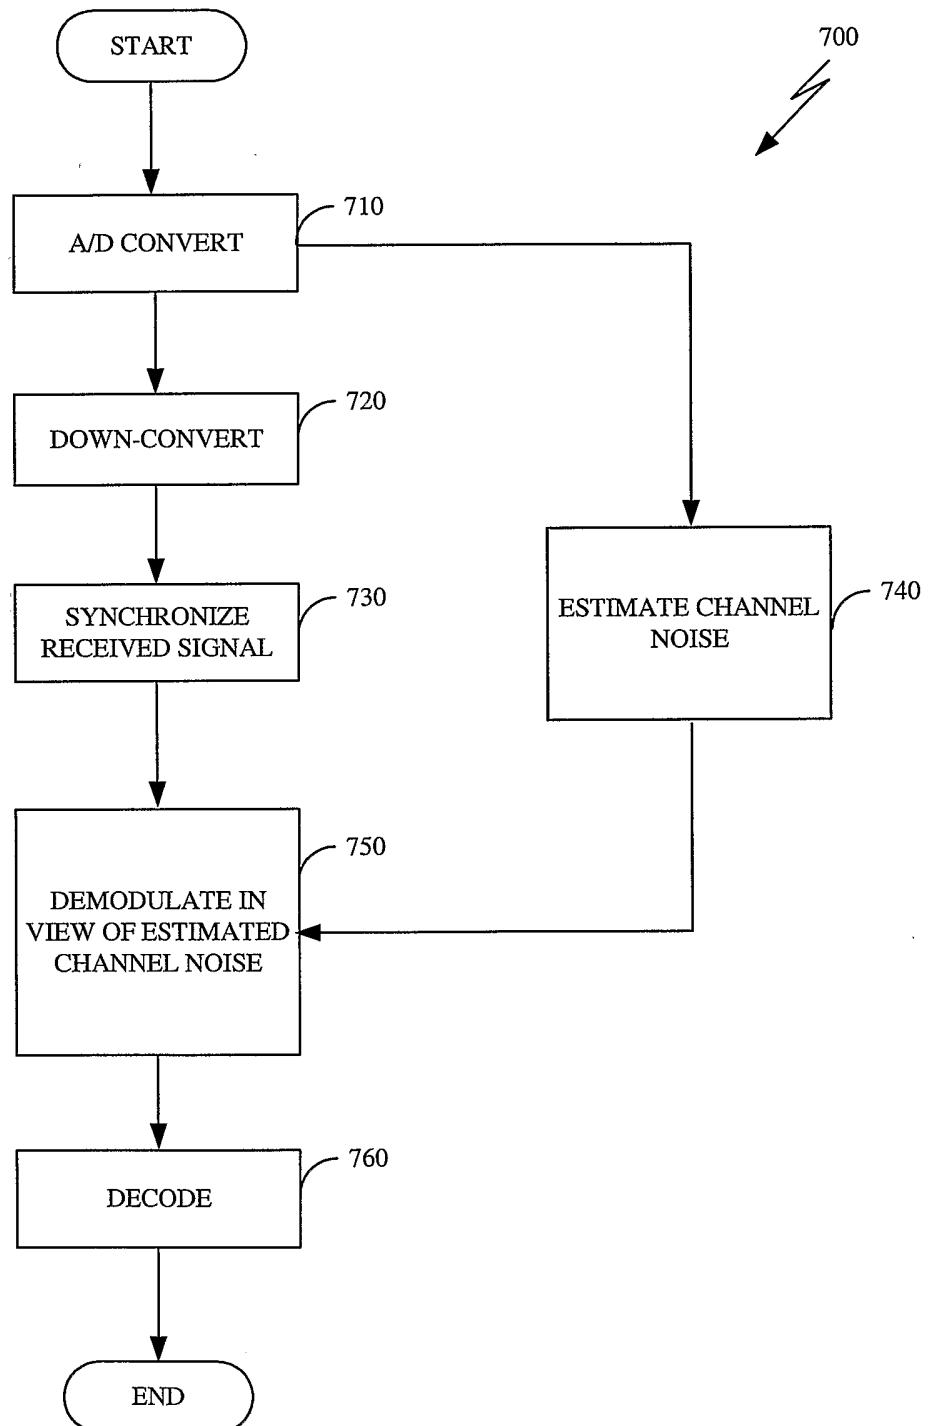 START
700
710
A/D CONVERT
720
DOWN-CONVERT
730
SYNCHRONIZE
RECEIVED SIGNAL
740
ESTIMATE CHANNEL
NOISE
750
DEMODULATE IN
VIEW OF ESTIMATED
CHANNEL NOISE
760
DECODE
END